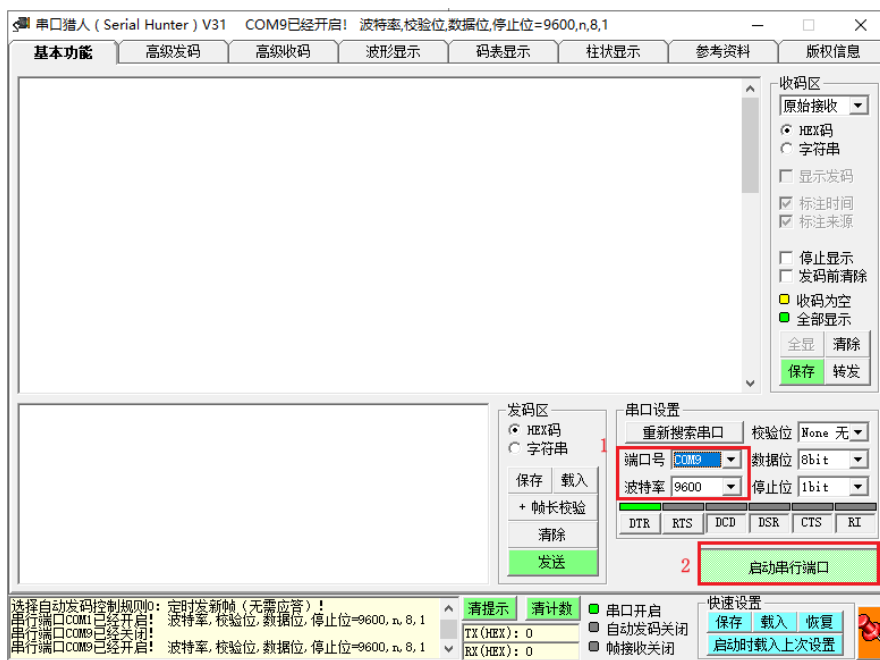 串口猎人 ( Serial Hunter ) V31 COM9已经开启! 波特率,校验位,数据位,停止位=9600,n,8,1
基本功能 高级发码 高级收码 波形显示 码表显示 柱状显示 参考资料 版权信息
收码区
原始接收
HEX码
字符串
显示发码
标注时间
标注来源
停止显示
发码前清除
收码为空
全部显示
全显 清除
保存 转发
发码区
HEX码
字符串
保存 载入
+ 帧长校验
清除
发送
串口设置
重新搜索串口 校验位 None 无
1
端口号 COM9 数据位 8bit
波特率 9600 停止位 1bit
DTR RTS DCD DSR CTS RI
2
启动串行端口
选择自动发码控制规则0: 定时发新帧 (无需应答) !
串行端口COM1已经开启! 波特率,校验位,数据位,停止位=9600,n,8,1
串行端口COM9已经关闭!
串行端口COM9已经开启! 波特率,校验位,数据位,停止位=9600,n,8,1
清提示 清计数
TX(HEX): 0
RX(HEX): 0
串口开启
自动发码关闭
帧接收关闭
快速设置
保存 载入 恢复
启动时载入上次设置